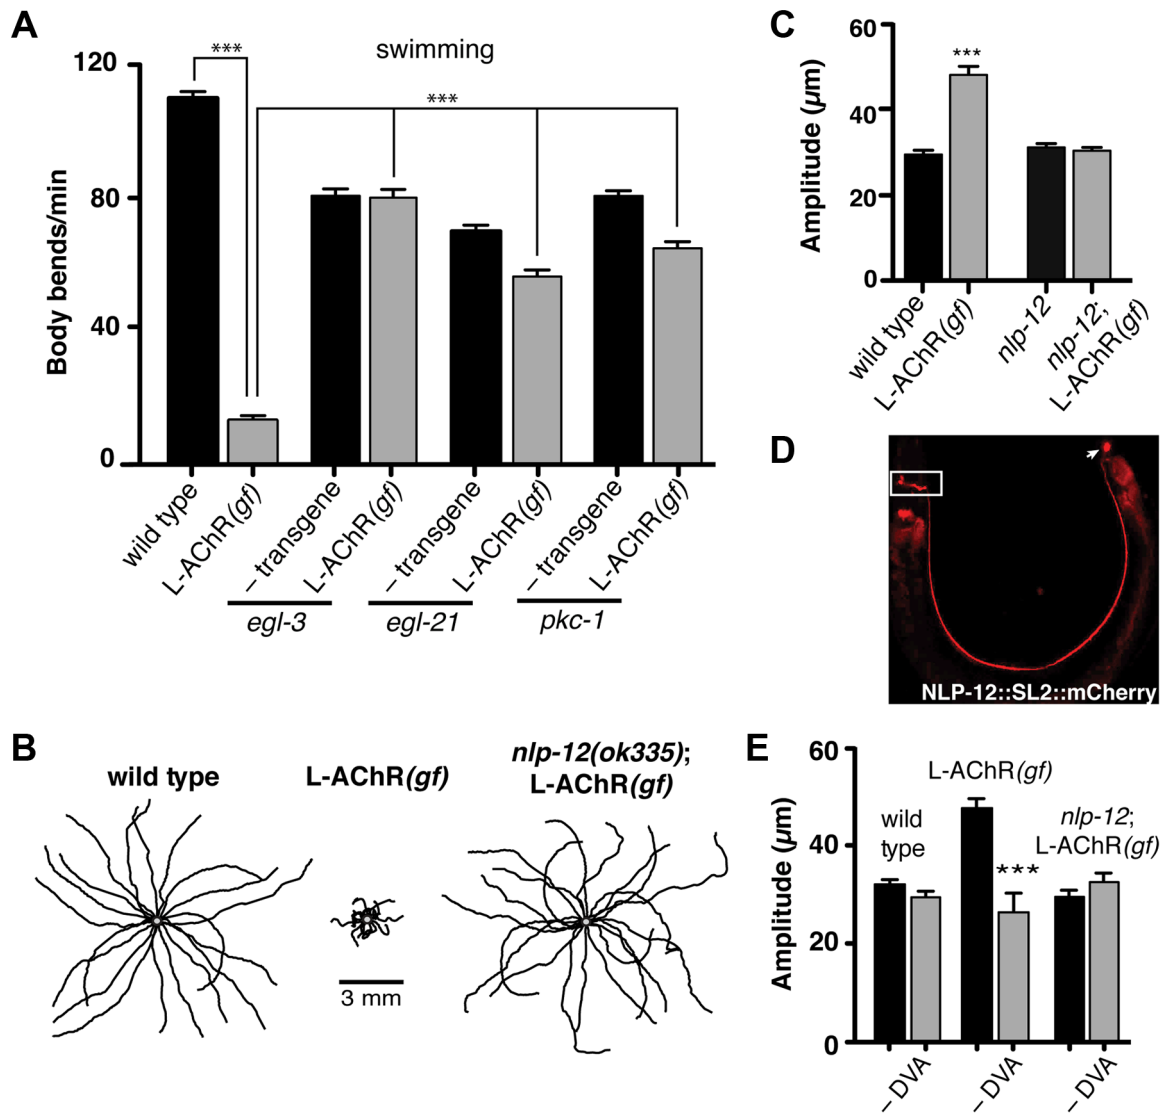 A
swimming
***
***
Body bends/min
120
80
40
0
wild type
L-AChR(gf)
– transgene
L-AChR(gf)
– transgene
L-AChR(gf)
– transgene
L-AChR(gf)
egl-3
egl-21
pkc-1
C
Amplitude (µm)
60
40
20
0
***
wild type
L-AChR(gf)
nlp-12
nlp-12;
L-AChR(gf)
D
NLP-12::SL2::mCherry
B
wild type
L-AChR(gf)
nlp-12(ok335);
L-AChR(gf)
3 mm
E
Amplitude (µm)
60
40
20
0
wild
type
L-AChR(gf)
***
nlp-12;
L-AChR(gf)
– DVA
– DVA
– DVA